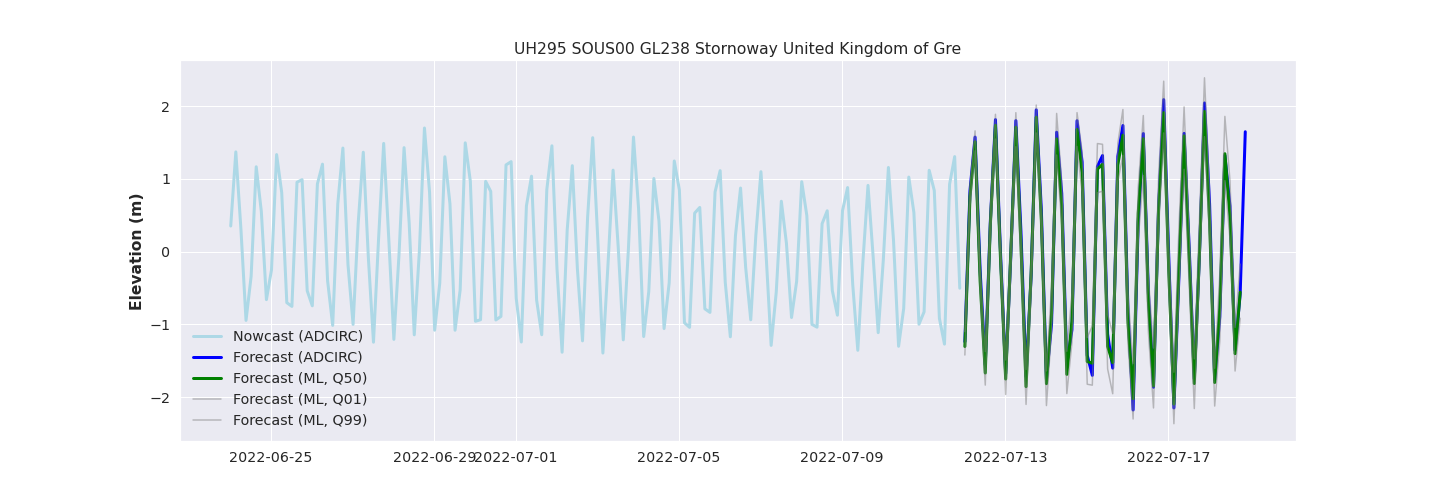 UH295 SOUS00 GL238 Stornoway United Kingdom of Gre
Elevation (m)
2
1
0
−1
−2
Nowcast (ADCIRC)
Forecast (ADCIRC)
Forecast (ML, Q50)
Forecast (ML, Q01)
Forecast (ML, Q99)
2022-06-25 2022-06-29 2022-07-01 2022-07-05 2022-07-09 2022-07-13 2022-07-17